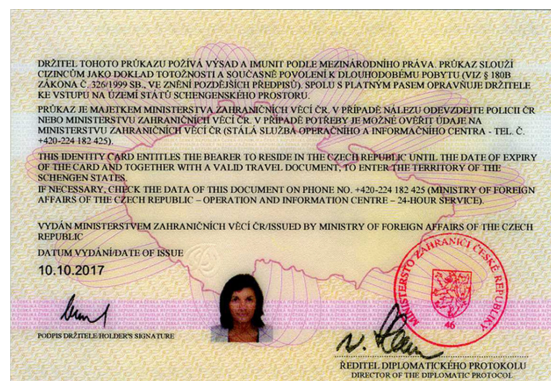 DRŽITEL TOHOTO PRŮKAZU POŽÍVÁ VÝSAD A IMUNIT PODLE MEZINÁRODNÍHO PRÁVA. PRŮKAZ SLOUŽÍ
CIZINCŮM JAKO DOKLAD TOTOŽNOSTI A SOUČASNĚ POVOLENÍ K DLOUHODOBÉMU POBYTU (VIZ § 180B
ZÁKONA Č. 326/1999 SB., VE ZNĚNÍ POZDĚJŠÍCH PŘEDPISŮ). SPOLU S PLATNÝM PASEM OPRAVŇUJE DRŽITELE
KE VSTUPU NA ÚZEMÍ STÁTŮ SCHENGENSKÉHO PROSTORU.
PRŮKAZ JE MAJETKEM MINISTERSTVA ZAHRANIČNÍCH VĚCÍ ČR, V PŘÍPADĚ NÁLEZU ODEVZDEJTE POLICII ČR
NEBO MINISTERSTVU ZAHRANIČNÍCH VĚCÍ ČR. V PŘÍPADĚ POTŘEBY JE MOŽNÉ OVĚŘIT ÚDAJE NA
MINISTERSTVU ZAHRANIČNÍCH VĚCÍ ČR (STÁLÁ SLUŽBA OPERAČNÍHO A INFORMAČNÍHO CENTRA - TEL. Č.
+420-224 182 425).
THIS IDENTITY CARD ENTITLES THE BEARER TO RESIDE IN THE CZECH REPUBLIC UNTIL THE DATE OF EXPIRY
OF THE CARD AND TOGETHER WITH A VALID TRAVEL DOCUMENT, TO ENTER THE TERRITORY OF THE
SCHENGEN STATES.
IF NECESSARY, CHECK THE DATA OF THIS DOCUMENT ON PHONE NO. +420-224 182 425 (MINISTRY OF FOREIGN
AFFAIRS OF THE CZECH REPUBLIC – OPERATION AND INFORMATION CENTRE – 24-HOUR SERVICE).
VYDÁN MINISTERSTVEM ZAHRANIČNÍCH VĚCÍ ČR/ISSUED BY MINISTRY OF FOREIGN AFFAIRS OF THE CZECH
REPUBLIC
DATUM VYDÁNÍ/DATE OF ISSUE
10.10.2017
MINISTERSTVO ZAHRANIČÍ ČESKÉ REPUBLIKY
46
PODPIS DRŽITELE HOLDER'S SIGNATURE
ŘEDITEL DIPLOMATICKÉHO PROTOKOLU
DIRECTOR OF THE DIPLOMATIC PROTOCOL